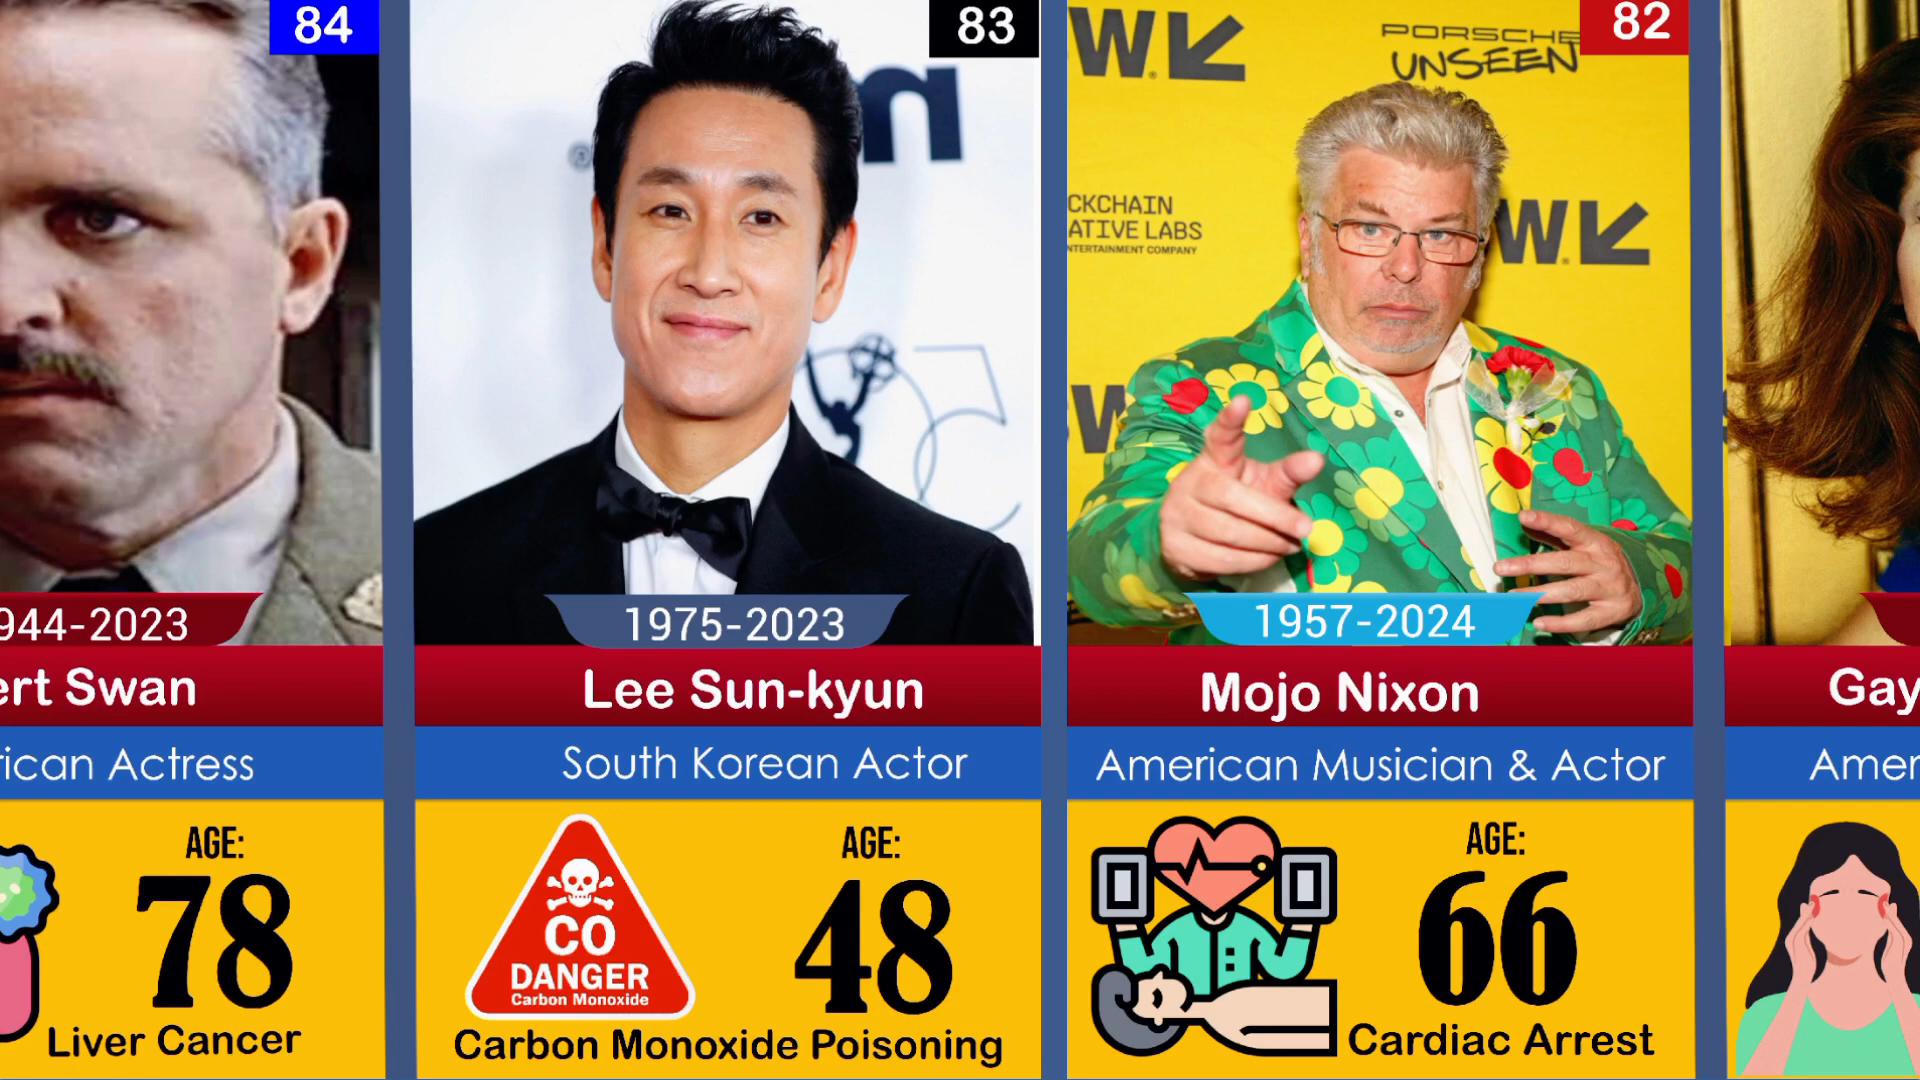 84
944-2023
ert Swan
rican Actress
AGE:
78
Liver Cancer
83
®
n
1975-2023
Lee Sun-kyun
South Korean Actor
CO
DANGER
Carbon Monoxide
AGE:
48
Carbon Monoxide Poisoning
82
W.
PORSCHE
UNSEEN
CKCHAIN
ATIVE LABS
NTERTAINMENT COMPANY
W.
W
1957-2024
Mojo Nixon
American Musician & Actor
AGE:
66
Cardiac Arrest
Gay
Amer